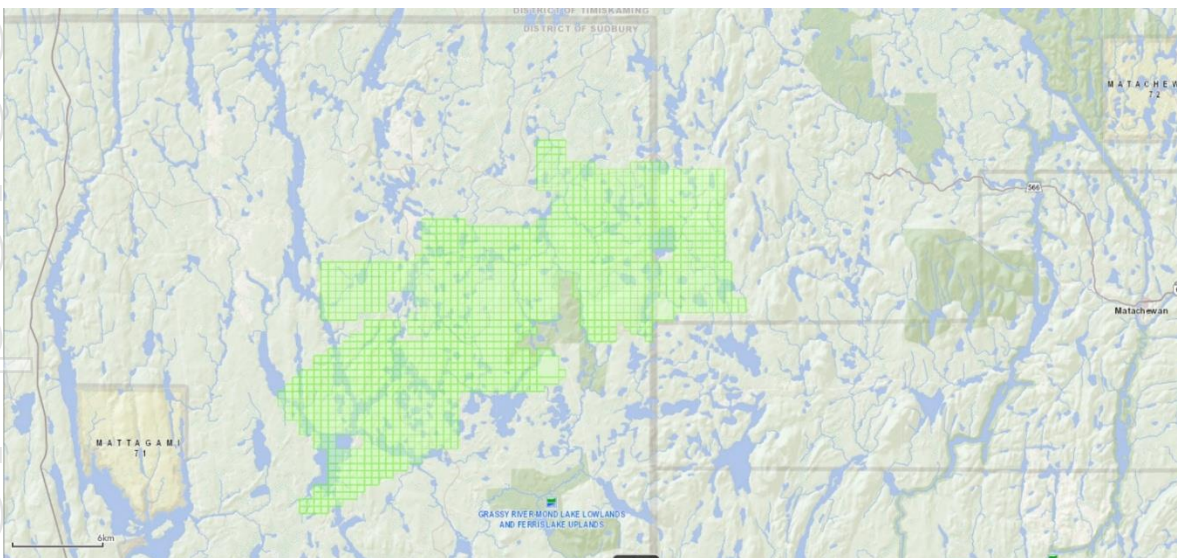 DISTRICT OF TIMISKAMING
DISTRICT OF SUDBURY
MATACHEW
72
566
Matachewan
MATTAGAMI
71
GRASSY RIVER-MOND LAKE LOWLANDS
AND FERRIS LAKE UPLANDS
6km